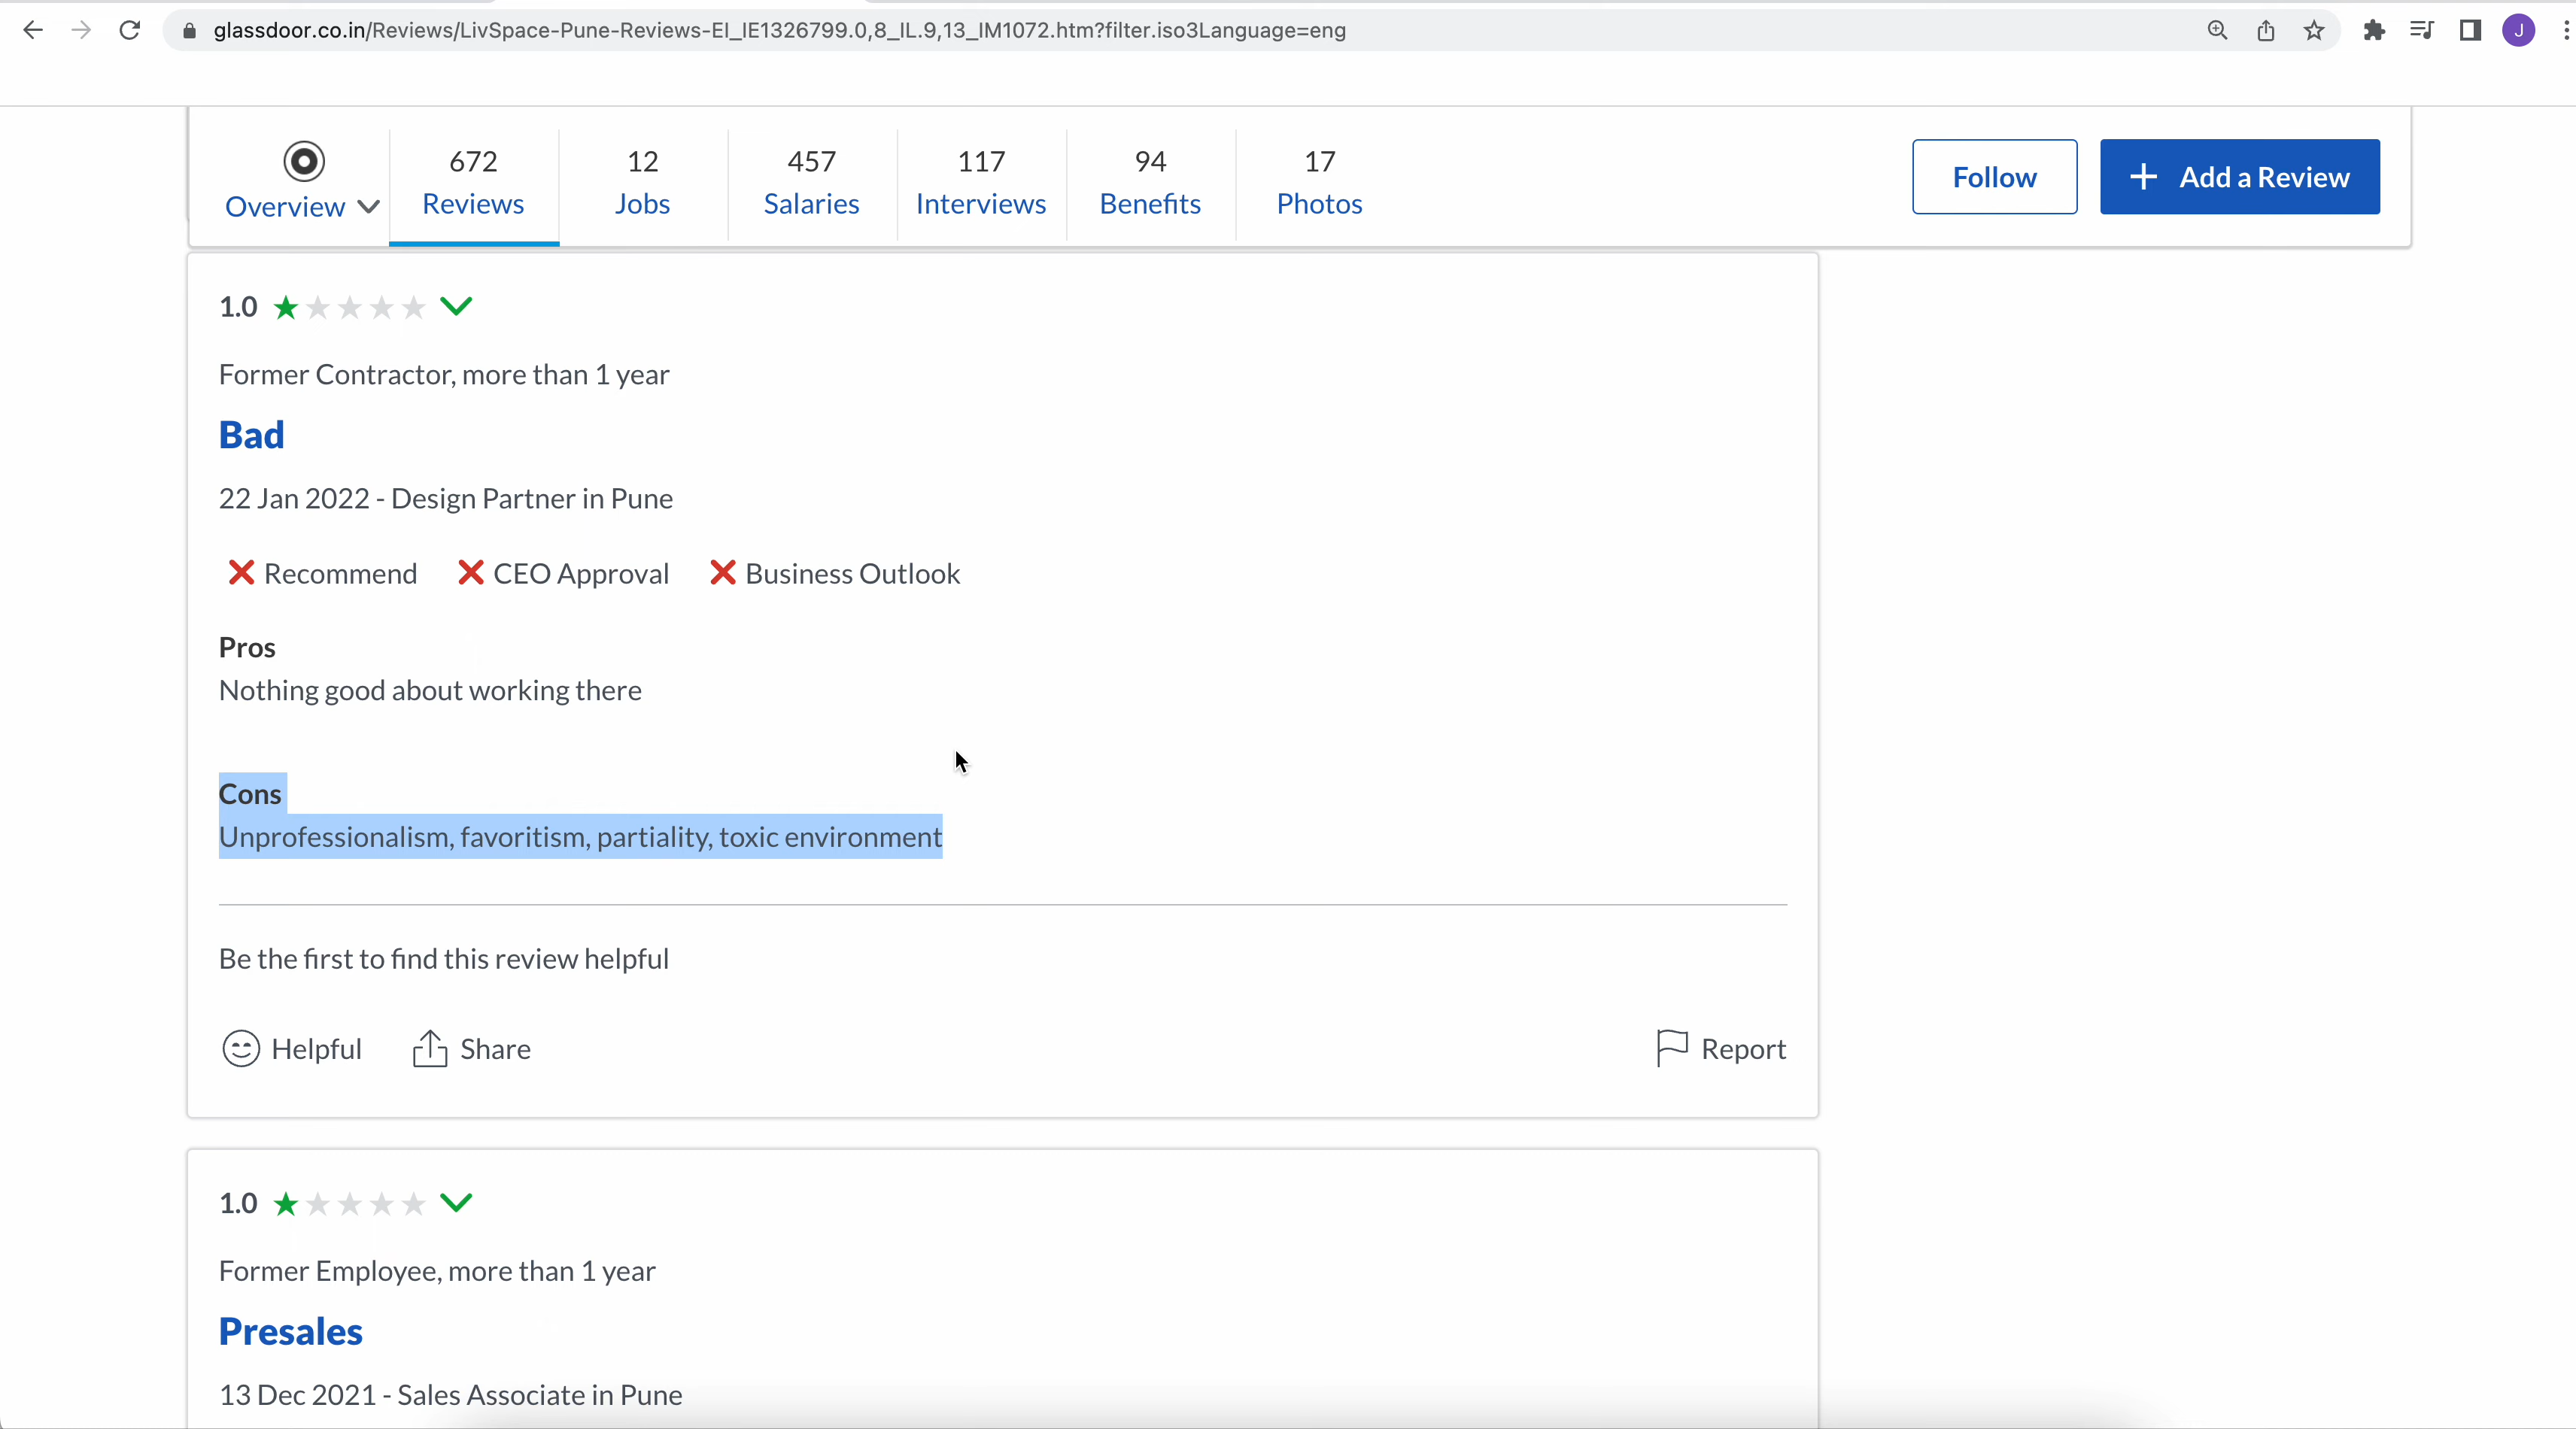 glassdoor.co.in/Reviews/LivSpace-Pune-Reviews-EI_IE1326799.0,8_IL.9,13_IM1072.htm?filter.iso3Language=eng
J
Overview
672
Reviews
12
Jobs
457
Salaries
117
Interviews
94
Benefits
17
Photos
Follow
+ Add a Review
1.0
Former Contractor, more than 1 year
Bad
22 Jan 2022 - Design Partner in Pune
Recommend CEO Approval Business Outlook
Pros
Nothing good about working there
Cons
Unprofessionalism, favoritism, partiality, toxic environment
Be the first to find this review helpful
Helpful Share Report
1.0
Former Employee, more than 1 year
Presales
13 Dec 2021 - Sales Associate in Pune